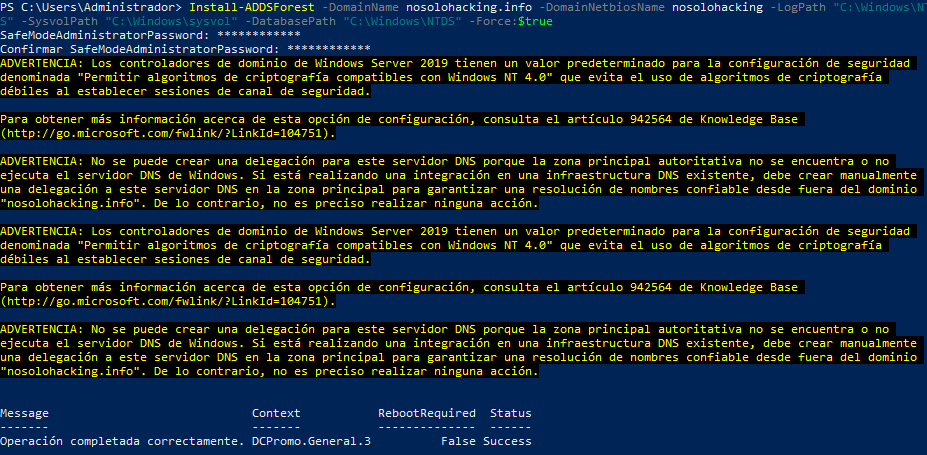 PS C:\Users\Administrador> Install-ADDSForest -DomainName nosolohacking.info -DomainNetbiosName nosolohacking -LogPath "C:\Windows\NT
S" -SysvolPath "C:\Windows\sysvol" -DatabasePath "C:\Windows\NTDS" -Force:$true
SafeModeAdministratorPassword: ************
Confirmar SafeModeAdministratorPassword: ************
ADVERTENCIA: Los controladores de dominio de Windows Server 2019 tienen un valor predeterminado para la configuración de seguridad
denominada "Permitir algoritmos de criptografía compatibles con Windows NT 4.0" que evita el uso de algoritmos de criptografía
débiles al establecer sesiones de canal de seguridad.
Para obtener más información acerca de esta opción de configuración, consulta el artículo 942564 de Knowledge Base
(http://go.microsoft.com/fwlink/?LinkId=104751).
ADVERTENCIA: No se puede crear una delegación para este servidor DNS porque la zona principal autoritativa no se encuentra o no
ejecuta el servidor DNS de Windows. Si está realizando una integración en una infraestructura DNS existente, debe crear manualmente
una delegación a este servidor DNS en la zona principal para garantizar una resolución de nombres confiable desde fuera del dominio
"nosolohacking.info". De lo contrario, no es preciso realizar ninguna acción.
ADVERTENCIA: Los controladores de dominio de Windows Server 2019 tienen un valor predeterminado para la configuración de seguridad
denominada "Permitir algoritmos de criptografía compatibles con Windows NT 4.0" que evita el uso de algoritmos de criptografía
débiles al establecer sesiones de canal de seguridad.
Para obtener más información acerca de esta opción de configuración, consulta el artículo 942564 de Knowledge Base
(http://go.microsoft.com/fwlink/?LinkId=104751).
ADVERTENCIA: No se puede crear una delegación para este servidor DNS porque la zona principal autoritativa no se encuentra o no
ejecuta el servidor DNS de Windows. Si está realizando una integración en una infraestructura DNS existente, debe crear manualmente
una delegación a este servidor DNS en la zona principal para garantizar una resolución de nombres confiable desde fuera del dominio
"nosolohacking.info". De lo contrario, no es preciso realizar ninguna acción.
Message Context RebootRequired Status
------- ------- -------------- ------
Operación completada correctamente. DCPromo.General.3 False Success